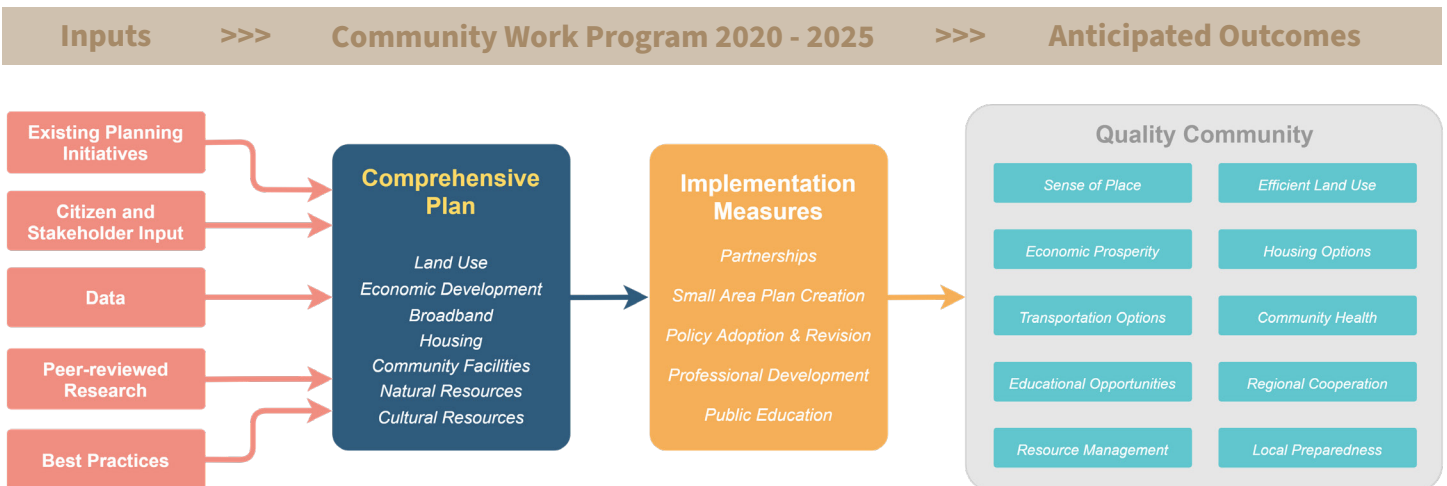 Inputs >>> Community Work Program 2020 - 2025 >>> Anticipated Outcomes
Existing Planning
Initiatives
Citizen and
Stakeholder Input
Data
Peer-reviewed
Research
Best Practices
Comprehensive
Plan
Land Use
Economic Development
Broadband
Housing
Community Facilities
Natural Resources
Cultural Resources
Implementation
Measures
Partnerships
Small Area Plan Creation
Policy Adoption & Revision
Professional Development
Public Education
Quality Community
Sense of Place
Efficient Land Use
Economic Prosperity
Housing Options
Transportation Options
Community Health
Educational Opportunities
Regional Cooperation
Resource Management
Local Preparedness